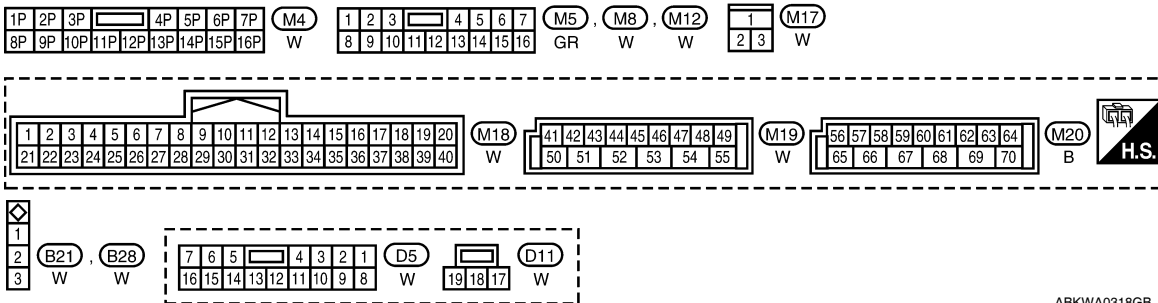 1P 2P 3P 4P 5P 6P 7P M4 1 2 3 4 5 6 7 M5 , M8 , M12 1 M17
8P 9P 10P 11P 12P 13P 14P 15P 16P W 8 9 10 11 12 13 14 15 16 GR W W 2 3 W
1 2 3 4 5 6 7 8 9 10 11 12 13 14 15 16 17 18 19 20 M18 41 42 43 44 45 46 47 48 49 M19 56 57 58 59 60 61 62 63 64 M20
21 22 23 24 25 26 27 28 29 30 31 32 33 34 35 36 37 38 39 40 W 50 51 52 53 54 55 W 65 66 67 68 69 70 B H.S.
1
2 B21 , B28 7 6 5 4 3 2 1 D5 D11
3 W W 16 15 14 13 12 11 10 9 8 W 19 18 17 W
ABKWA0318GB